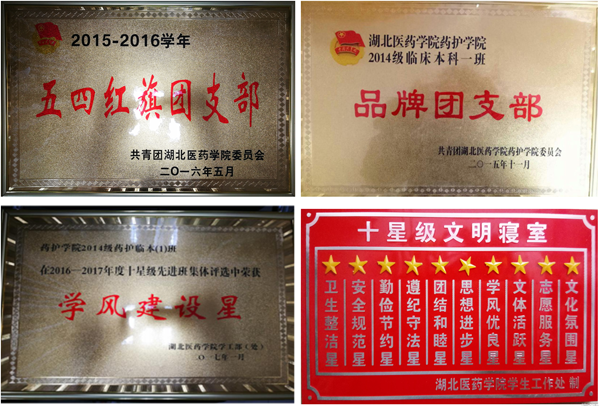 2015-2016学年
五四红旗团支部
共青团湖北医药学院委员会
二〇一六年五月
湖北医药学院药护学院
2014级临床本科一班
品牌团支部
共青团湖北医药学院药护学院委员会
二〇一五年十一月
药护学院2014级药护临本(1)班
在2016—2017年度十星级先进班集体评选中荣获
学风建设星
湖北医药学院学工部(处)
二〇一七年一月
十星级文明寝室
卫生整洁星
安全规范星
勤俭节约星
遵纪守法星
团结和睦星
思想进步星
学风优良星
文体活跃星
志愿服务星
文化氛围星
湖北医药学院学生工作处 制